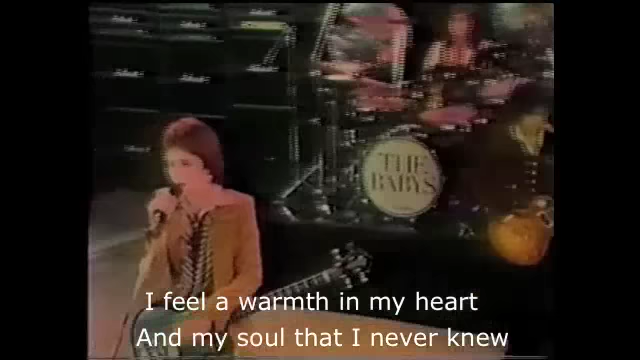 THE
BABYS
I feel a warmth in my heart
And my soul that I never knew